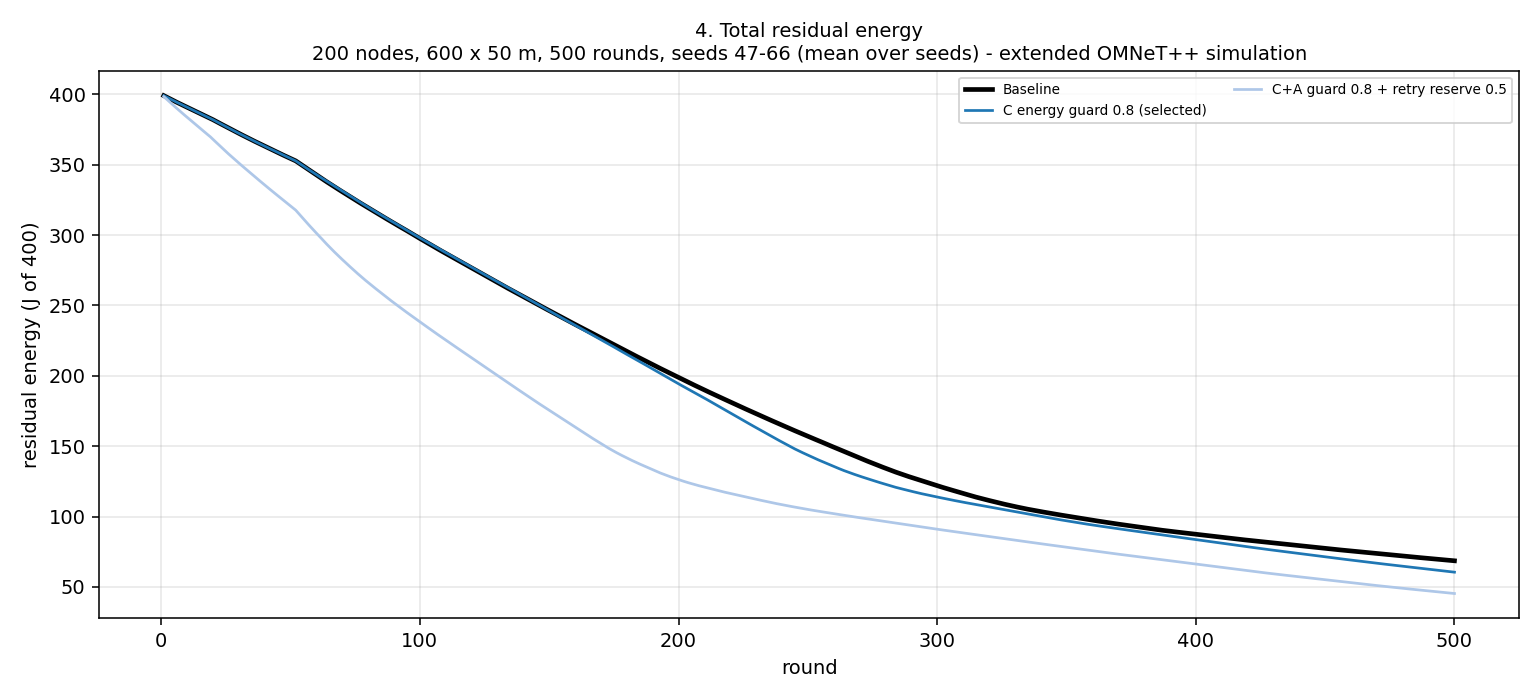 4. Total residual energy
200 nodes, 600 x 50 m, 500 rounds, seeds 47-66 (mean over seeds) - extended OMNeT++ simulation
Baseline
C energy guard 0.8 (selected)
C+A guard 0.8 + retry reserve 0.5
residual energy (J of 400)
400
350
300
250
200
150
100
50
0
100
200
300
400
500
round